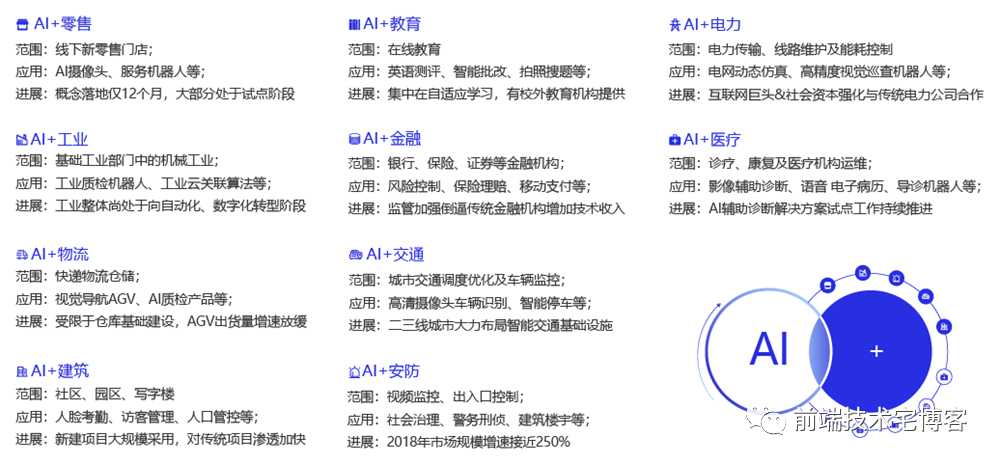 AI+零售
范围：线下新零售门店；
应用：AI摄像头、服务机器人等；
进展：概念落地仅12个月，大部分处于试点阶段
AI+工业
范围：基础工业部门中的机械工业；
应用：工业质检机器人、工业云关联算法等；
进展：工业整体尚处于向自动化、数字化转型阶段
AI+物流
范围：快递物流仓储；
应用：视觉导航AGV、AI质检产品等；
进展：受限于仓库基础建设，AGV出货量增速放缓
AI+建筑
范围：社区、园区、写字楼
应用：人脸考勤、访客管理、人口管控等；
进展：新建项目大规模采用，对传统项目渗透加快
AI+教育
范围：在线教育
应用：英语测评、智能批改、拍照搜题等；
进展：集中在自适应学习，有校外教育机构提供
AI+金融
范围：银行、保险、证券等金融机构；
应用：风险控制、保险理赔、移动支付等；
进展：监管加强倒逼传统金融机构增加技术收入
AI+交通
范围：城市交通调度优化及车辆监控；
应用：高清摄像头车辆识别、智能停车等；
进展：二三线城市大力布局智能交通基础设施
AI+安防
范围：视频监控、出入口控制；
应用：社会治理、警务刑侦、建筑楼宇等；
进展：2018年市场规模增速接近250%
AI+电力
范围：电力传输、线路维护及能耗控制
应用：电网动态仿真、高精度视觉巡查机器人等；
进展：互联网巨头&社会资本强化与传统电力公司合作
AI+医疗
范围：诊疗、康复及医疗机构运维；
应用：影像辅助诊断、语音 电子病历、导诊机器人等；
进展：AI辅助诊断解决方案试点工作持续推进
AI
+
前端技术宅博客